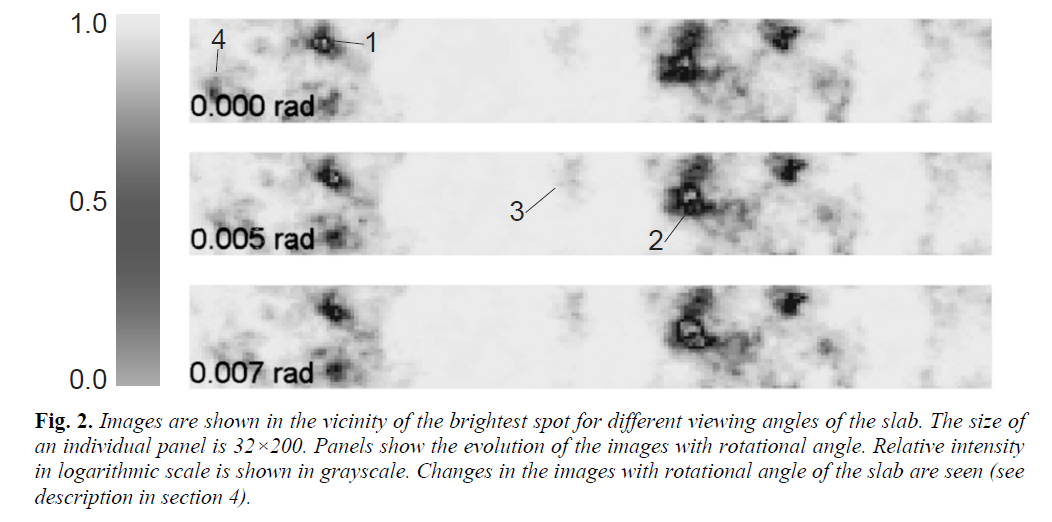 1.0
4
1
0.000 rad
0.5
3
2
0.005 rad
0.0
0.007 rad
Fig. 2. Images are shown in the vicinity of the brightest spot for different viewing angles of the slab. The size of
an individual panel is 32×200. Panels show the evolution of the images with rotational angle. Relative intensity
in logarithmic scale is shown in grayscale. Changes in the images with rotational angle of the slab are seen (see
description in section 4).